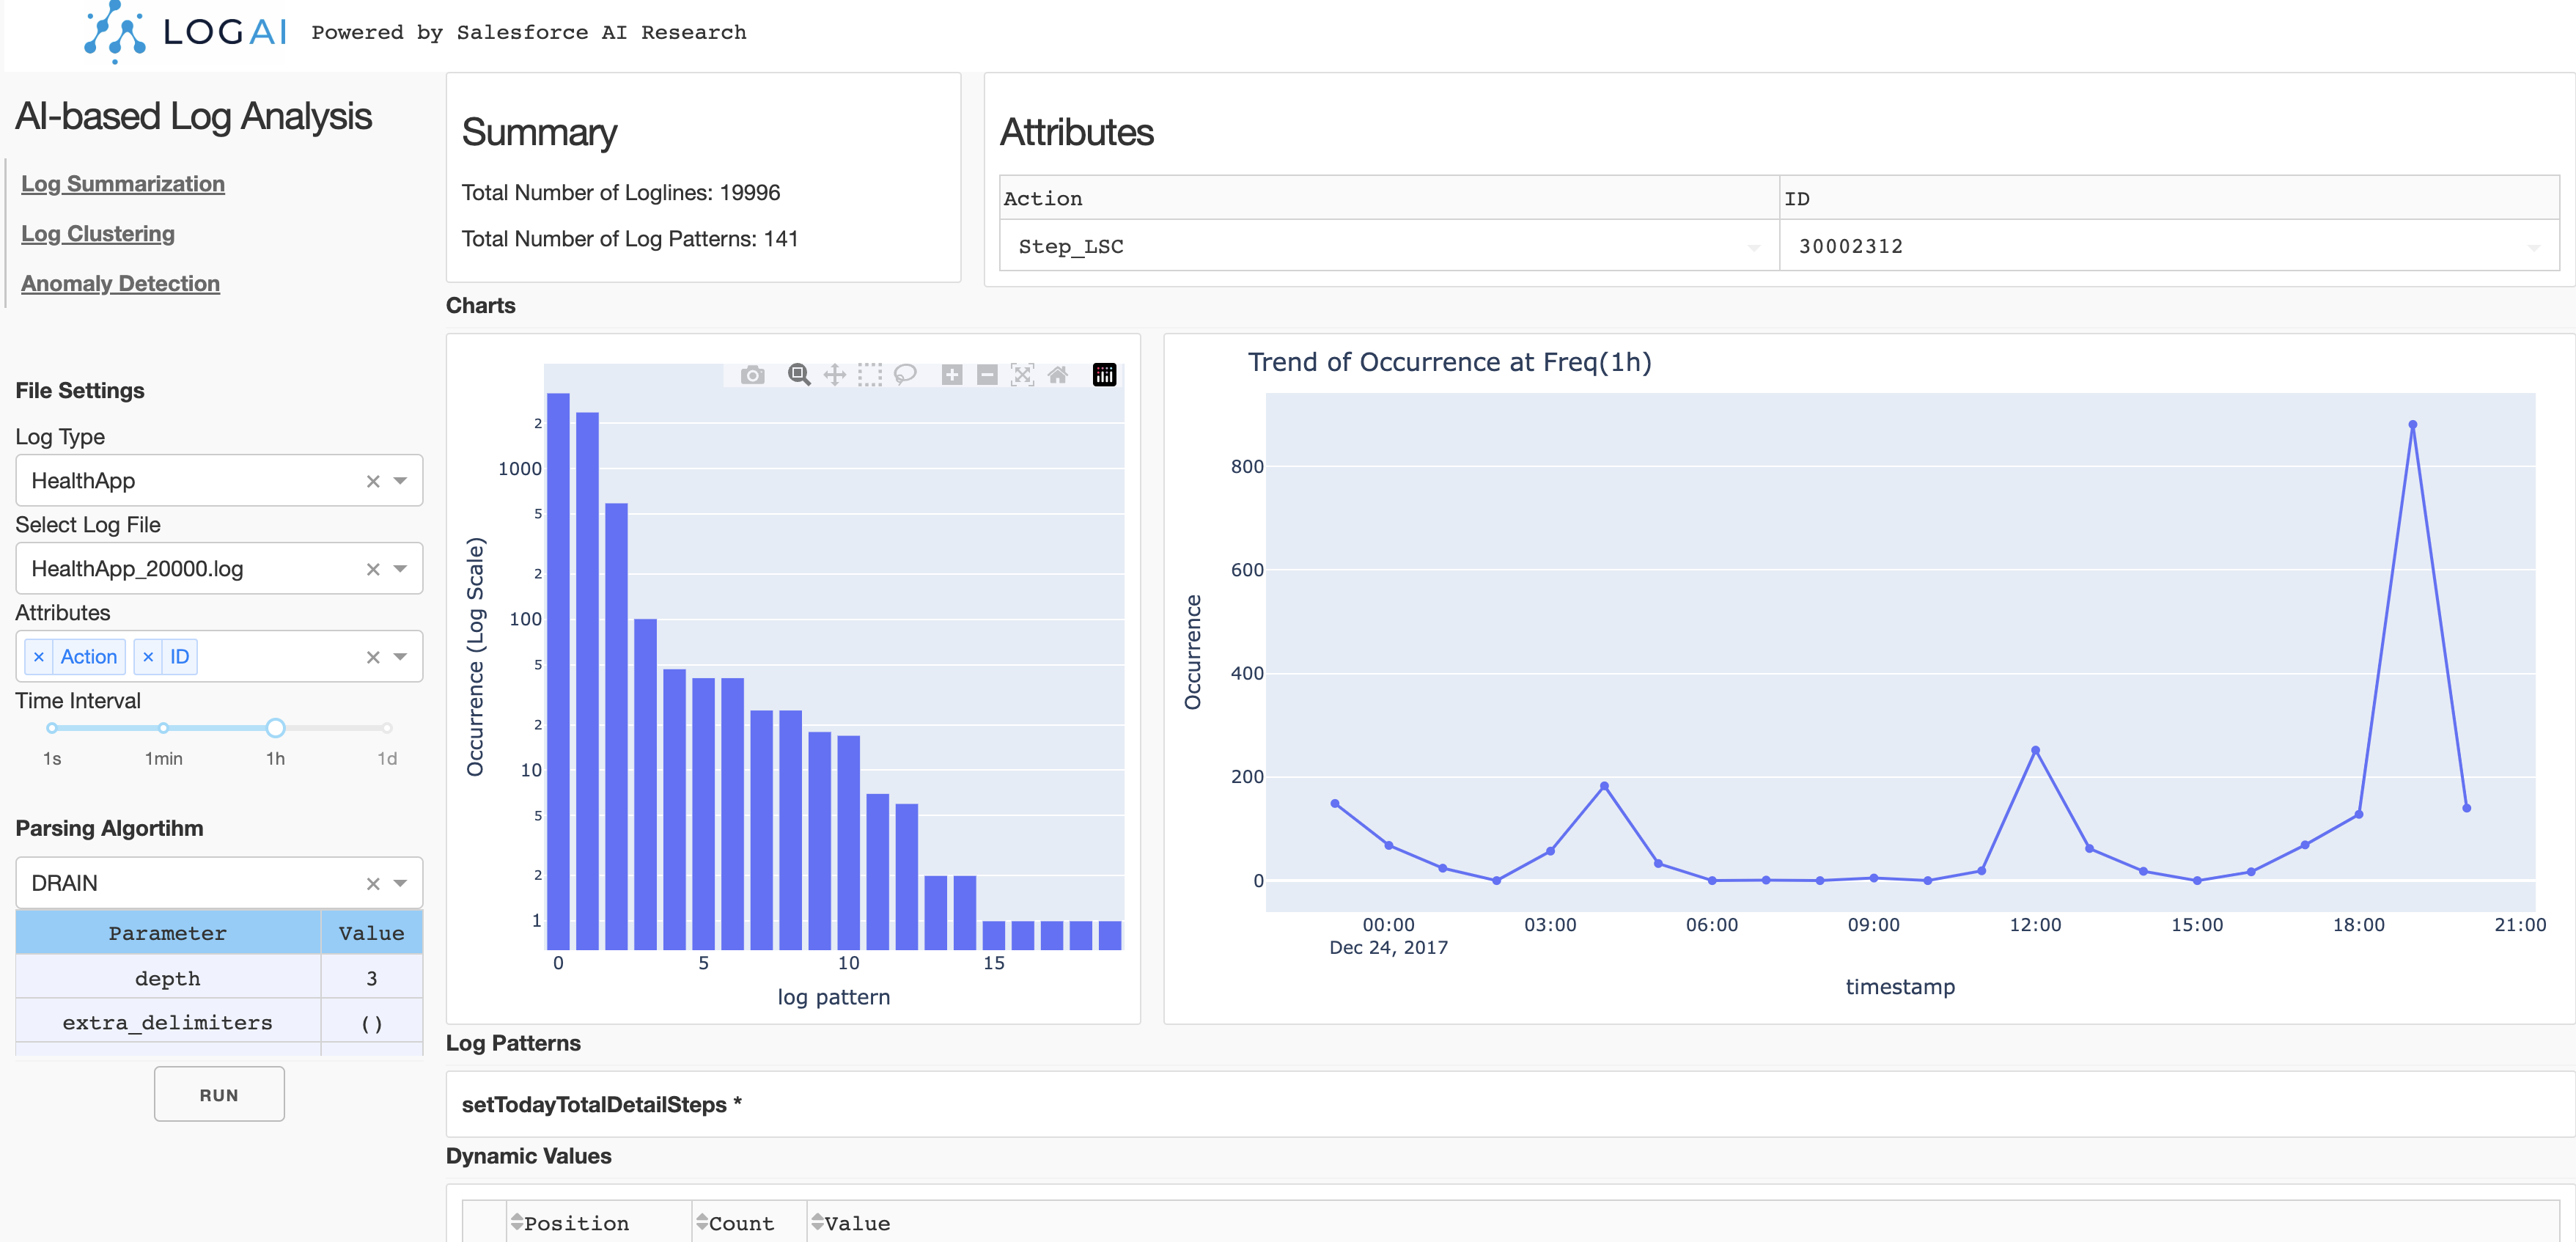 LOGAI Powered by Salesforce AI Research
AI-based Log Analysis
Log Summarization
Log Clustering
Anomaly Detection
File Settings
Log Type
HealthApp
Select Log File
HealthApp_20000.log
Attributes
× Action × ID
Time Interval
1s 1min 1h 1d
Parsing Algortihm
DRAIN
Parameter Value
depth 3
extra_delimiters ()
RUN
Summary
Total Number of Loglines: 19996
Total Number of Log Patterns: 141
Attributes
Action ID
Step_LSC 30002312
Charts
Occurrence (Log Scale)
2
1000
5
2
100
5
2
10
5
2
1
0 5 10 15
log pattern
Trend of Occurrence at Freq(1h)
Occurrence
800
600
400
200
0
00:00 03:00 06:00 09:00 12:00 15:00 18:00 21:00
Dec 24, 2017
timestamp
Log Patterns
setTodayTotalDetailSteps *
Dynamic Values
Position Count Value